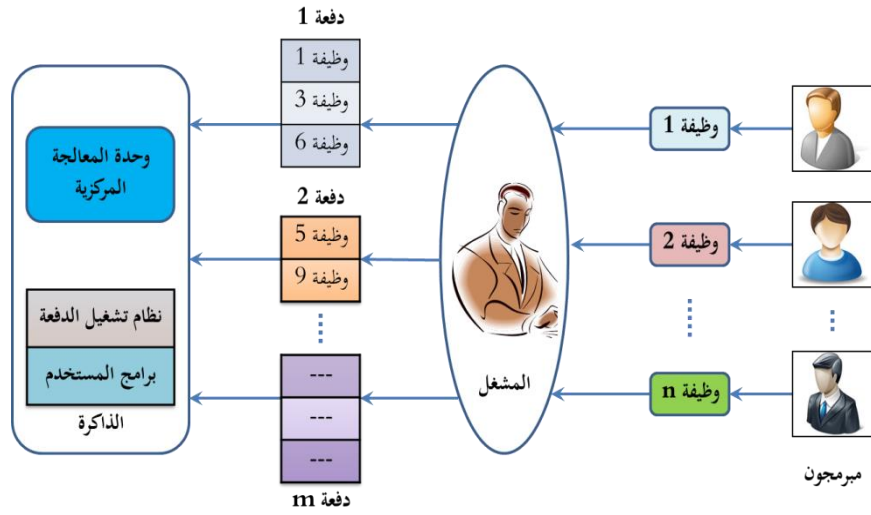 مبرمجون
وظيفة 1
وظيفة 2
وظيفة n
المشغل
دفعة 1
وظيفة 1
وظيفة 3
وظيفة 6
دفعة 2
وظيفة 5
وظيفة 9
---
---
---
دفعة m
وحدة المعالجة
المركزية
نظام تشغيل الدفعة
برامج المستخدم
الذاكرة